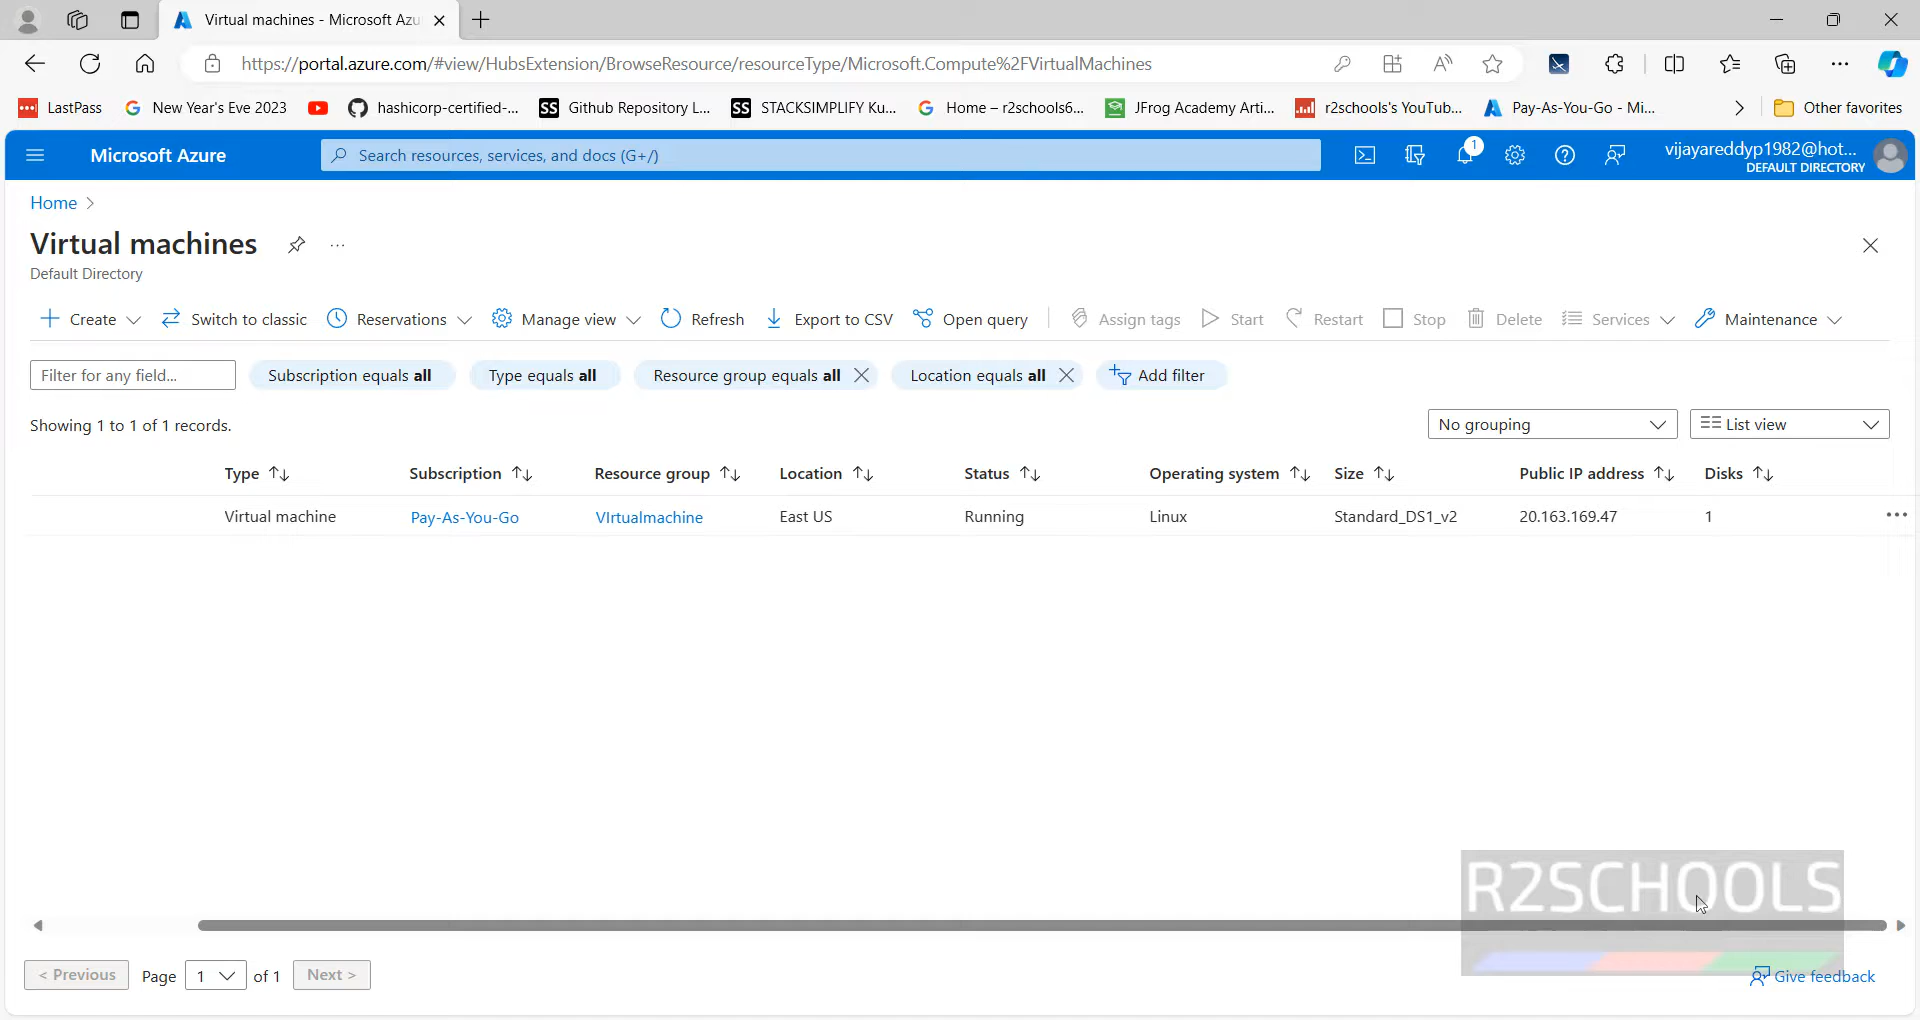 Virtual machines - Microsoft Azu
https://portal.azure.com/#view/HubsExtension/BrowseResource/resourceType/Microsoft.Compute%2FVirtualMachines
LastPass New Year's Eve 2023 hashicorp-certified-... SS Github Repository L... SS STACKSIMPLIFY Ku... Home – r2schools6... JFrog Academy Arti... r2schools's YouTub... Pay-As-You-Go - Mi... Other favorites
Microsoft Azure Search resources, services, and docs (G+/) 1 vijayareddyp1982@hot...
DEFAULT DIRECTORY
Home
Virtual machines ...
Default Directory
Create Switch to classic Reservations Manage view Refresh Export to CSV Open query Assign tags Start Restart Stop Delete Services Maintenance
Filter for any field... Subscription equals all Type equals all Resource group equals all Location equals all Add filter
Showing 1 to 1 of 1 records. No grouping List view
Type Subscription Resource group Location Status Operating system Size Public IP address Disks
Virtual machine Pay-As-You-Go VIrtualmachine East US Running Linux Standard_DS1_v2 20.163.169.47 1
R2SCHOOLS
< Previous Page 1 of 1 Next > Give feedback